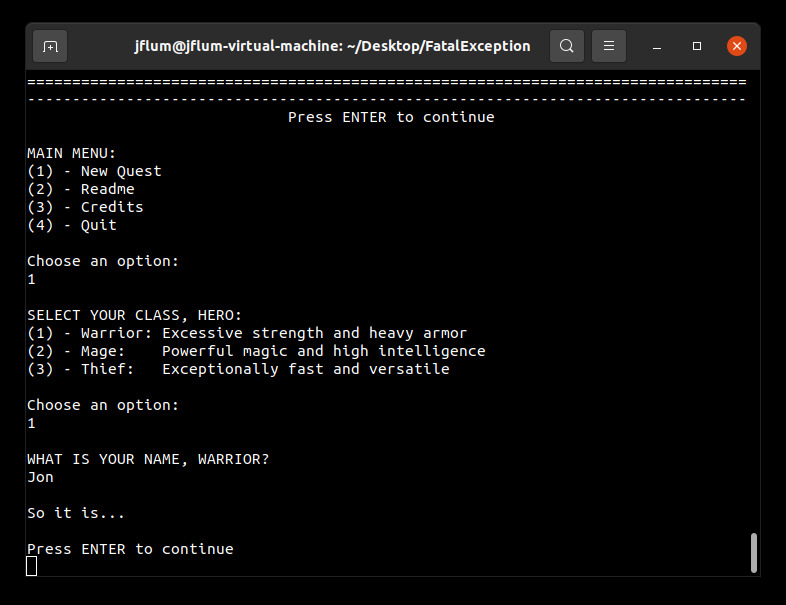 jflum@jflum-virtual-machine: ~/Desktop/FatalException
================================================================================
--------------------------------------------------------------------------------
Press ENTER to continue
MAIN MENU:
(1) - New Quest
(2) - Readme
(3) - Credits
(4) - Quit
Choose an option:
1
SELECT YOUR CLASS, HERO:
(1) - Warrior: Excessive strength and heavy armor
(2) - Mage:    Powerful magic and high intelligence
(3) - Thief:   Exceptionally fast and versatile
Choose an option:
1
WHAT IS YOUR NAME, WARRIOR?
Jon
So it is...
Press ENTER to continue